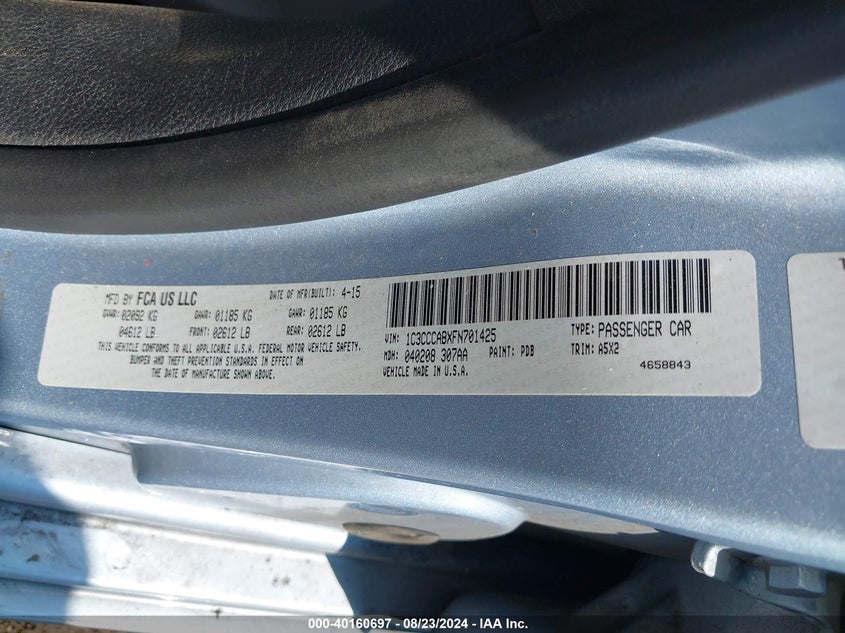 MFD BY FCA US LLC
DATE OF MFR(BUILT): 4-15
GVWR: 02092 KG
04612 LB
GAWR: 01185 KG
FRONT: 02612 LB
GAWR: 01185 KG
REAR: 02612 LB
THIS VEHICLE CONFORMS TO ALL APPLICABLE U.S.A. FEDERAL MOTOR VEHICLE SAFETY,
BUMPER AND THEFT PREVENTION STANDARDS IN EFFECT ON
THE DATE OF MANUFACTURE SHOWN ABOVE.
VIN: 1C3CCCABXFN701425
TYPE: PASSENGER CAR
MDH: 040208 307AA
PAINT: PDB
TRIM: A5X2
VEHICLE MADE IN U.S.A.
4658843
000-40160697 - 08/23/2024 - IAA Inc.